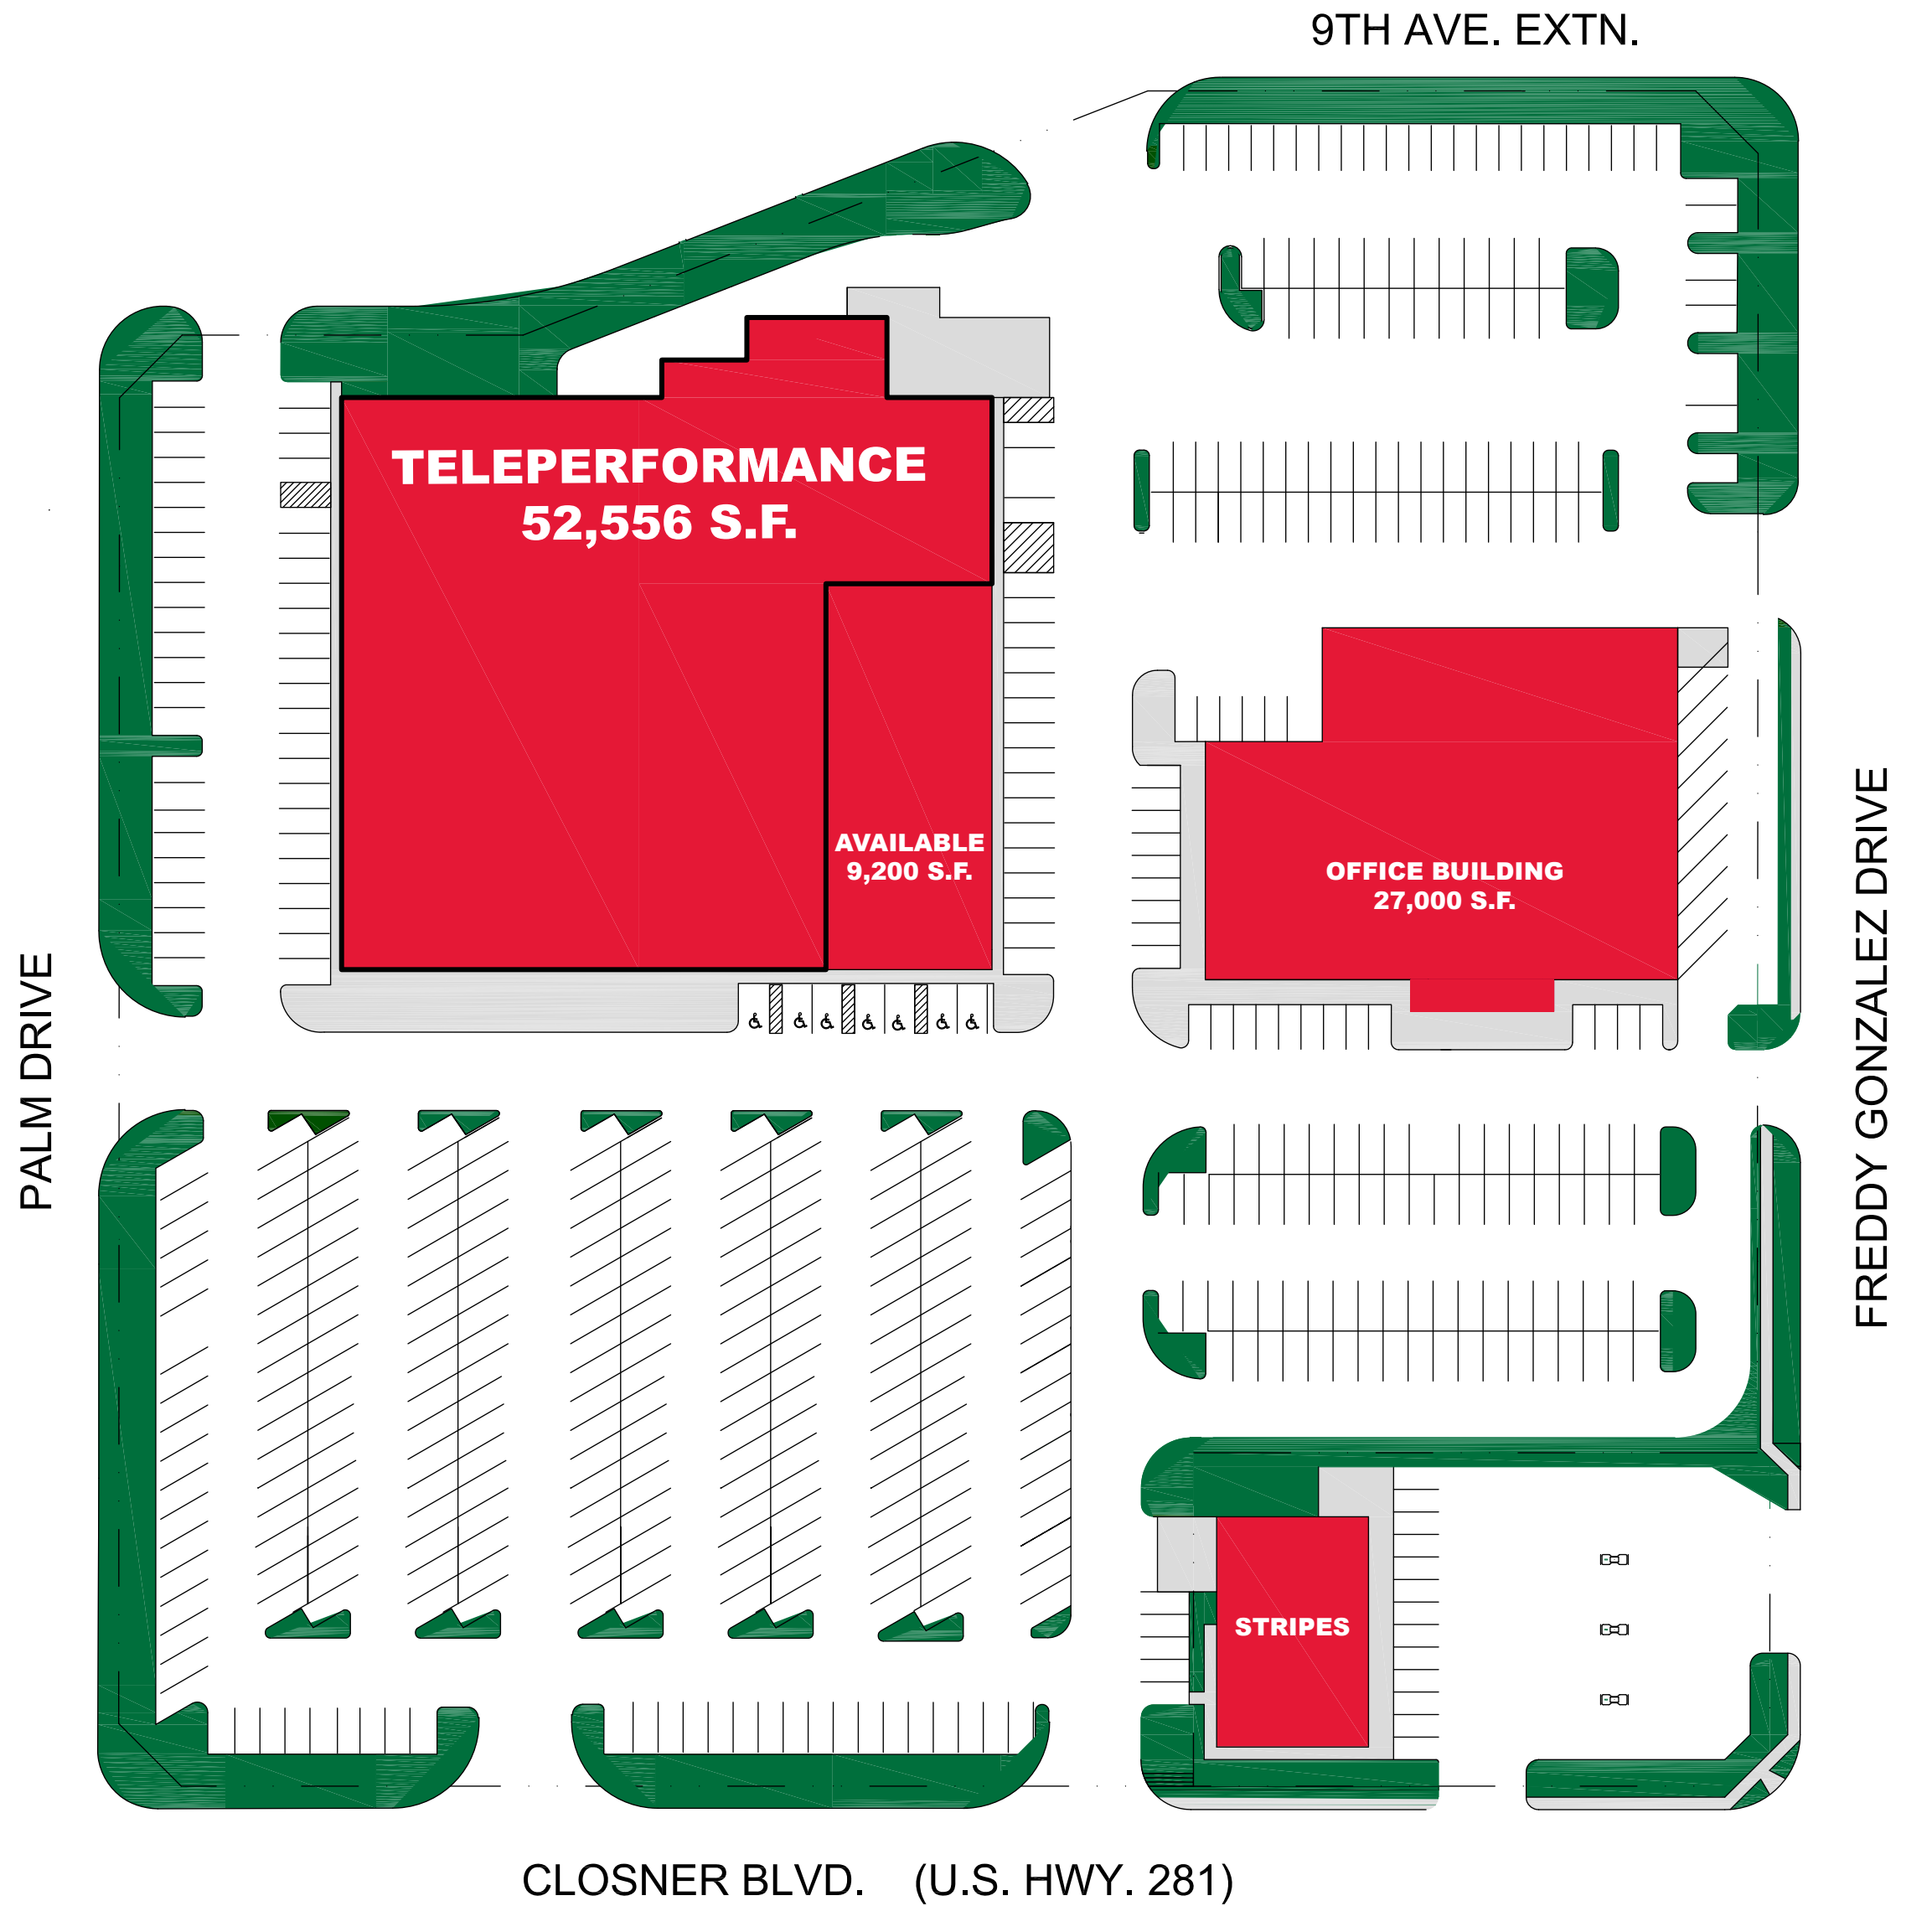 9TH AVE. EXTN.
TELEPERFORMANCE
52,556 S.F.
AVAILABLE
9,200 S.F.
OFFICE BUILDING
27,000 S.F.
PALM DRIVE
FREDDY GONZALEZ DRIVE
STRIPES
CLOSNER BLVD. (U.S. HWY. 281)